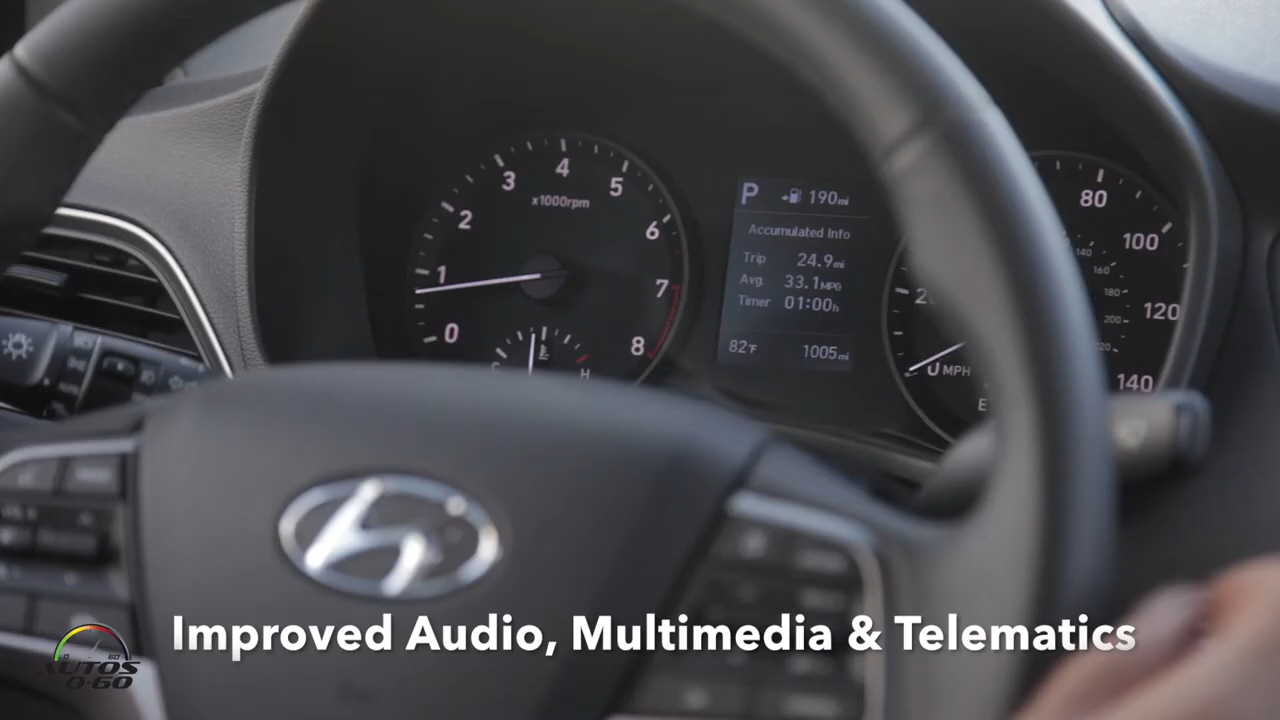 4
3
5
x1000rpm
2
6
1
7
0
8
C
H
P
190mi
Accumulated Info
Trip 24.9mi
Avg. 33.1MPG
Timer 01:00h
82°F 1005mi
80
100
140
160
180
120
200
0 MPH
140
E
Improved Audio, Multimedia & Telematics
AUTOS
0-60